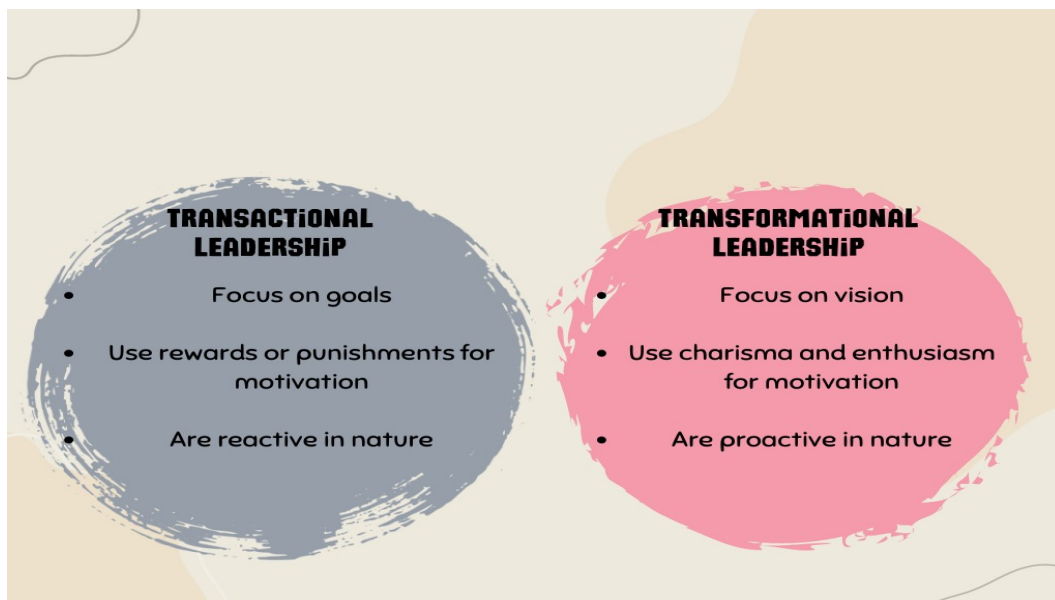 TRANSACTiONAL
LEADERSHiP
• Focus on goals
• Use rewards or punishments for
motivation
• Are reactive in nature
TRANSFORMATiONAL
LEADERSHiP
• Focus on vision
• Use charisma and enthusiasm
for motivation
• Are proactive in nature